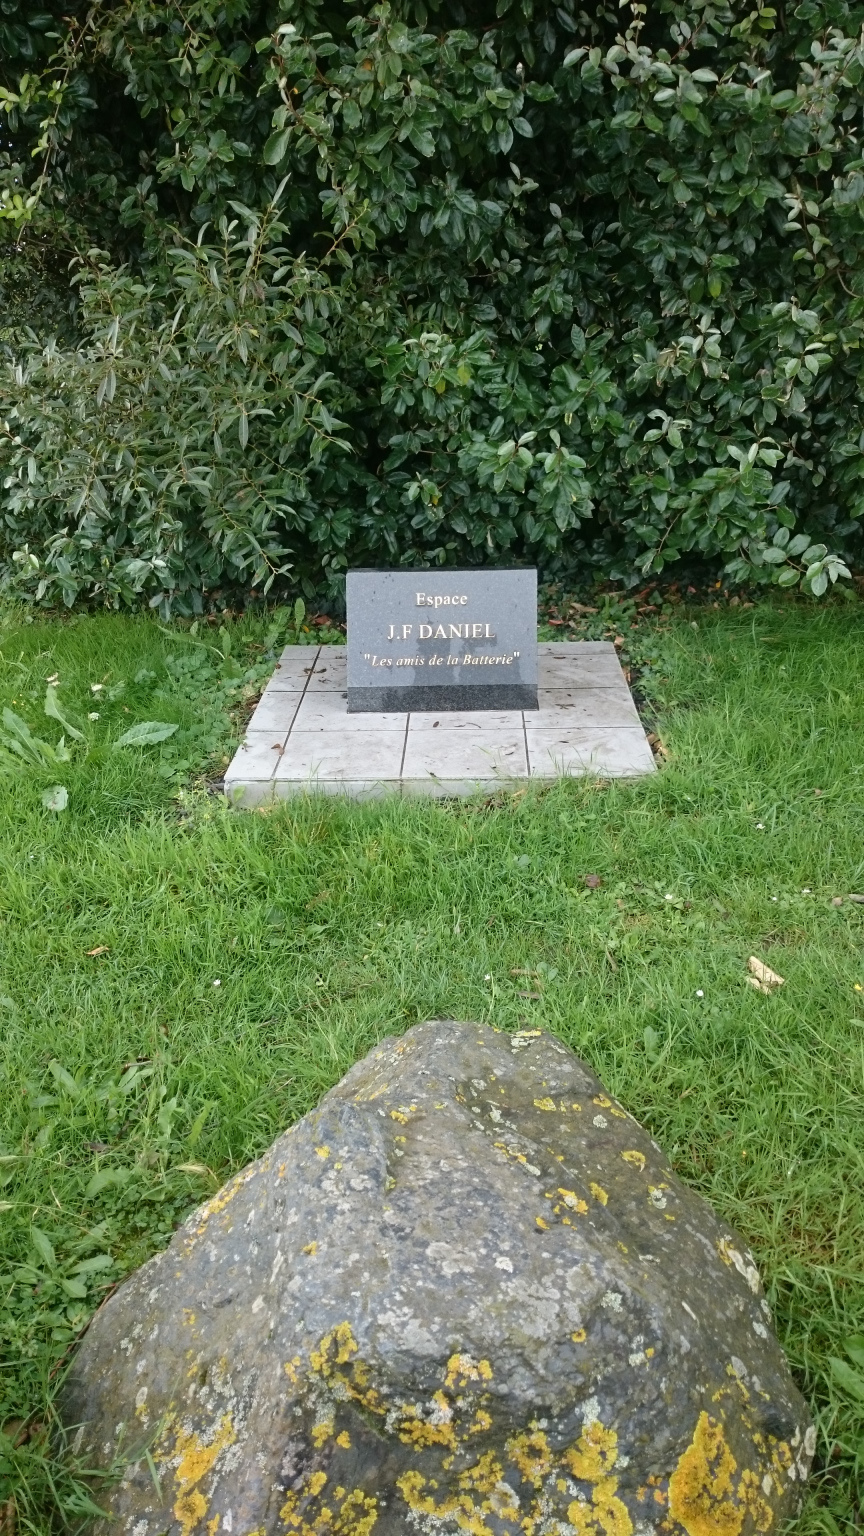 Espace
J.F DANIEL
"Les amis de la Batterie"